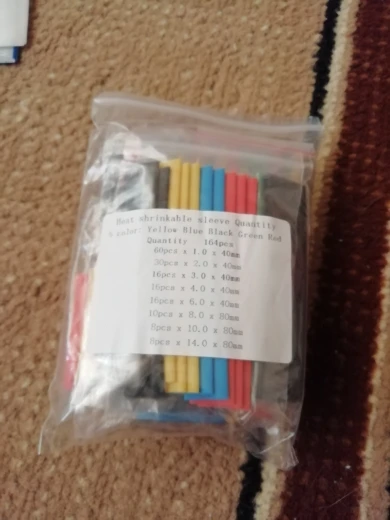 Heat shrinkable sleeve Quantity
color: Yellow Blue Black Green Red
Quantity 164pcs
60pcs x 1.0 x 40mm
30pcs x 2.0 x 40mm
16pcs x 3.0 x 40mm
16pcs x 4.0 x 40mm
16pcs x 6.0 x 40mm
10pcs x 8.0 x 80mm
8pcs x 10.0 x 80mm
8pcs x 14.0 x 80mm